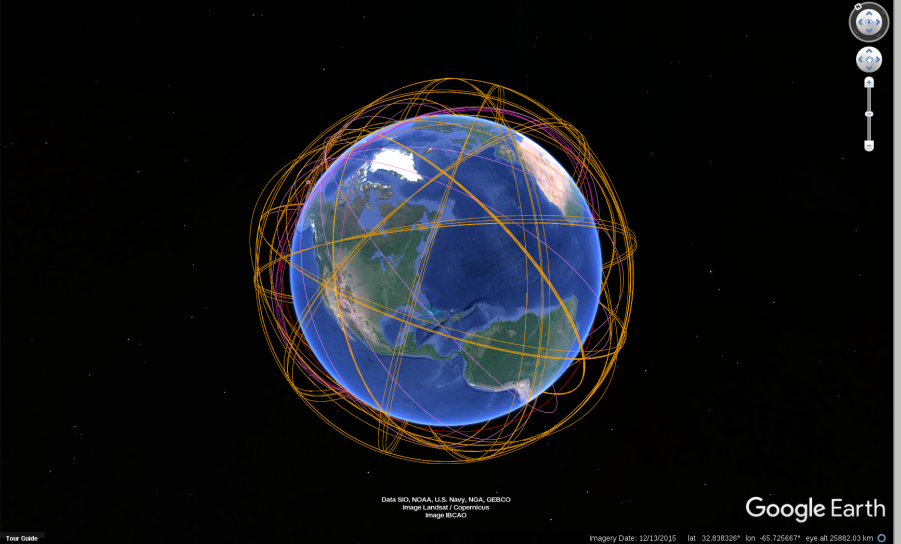 Data SIO, NOAA, U.S. Navy, NGA, GEBCO
Image Landsat / Copernicus
Image IBCAO
Google Earth
Tour Guide
Imagery Date: 12/13/2015 lat 32.838326° lon -65.725667° eye alt 25882.03 km